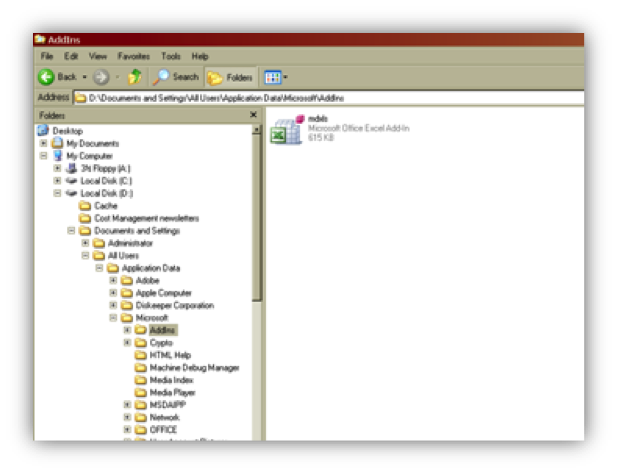 AddIns
File Edit View Favorites Tools Help
Back Search Folders
Address D:\Documents and Settings\All Users\Application Data\Microsoft\AddIns
Folders
Desktop
My Documents
My Computer
3½ Floppy (A:)
Local Disk (C:)
Local Disk (D:)
Cache
Cost Management newsletters
Documents and Settings
Administrator
All Users
Application Data
Adobe
Apple Computer
Diskeeper Corporation
Microsoft
AddIns
Crypto
HTML Help
Machine Debug Manager
Media Index
Media Player
MSDAIPP
Network
OFFICE
mdxls
Microsoft Office Excel Add-In
615 KB